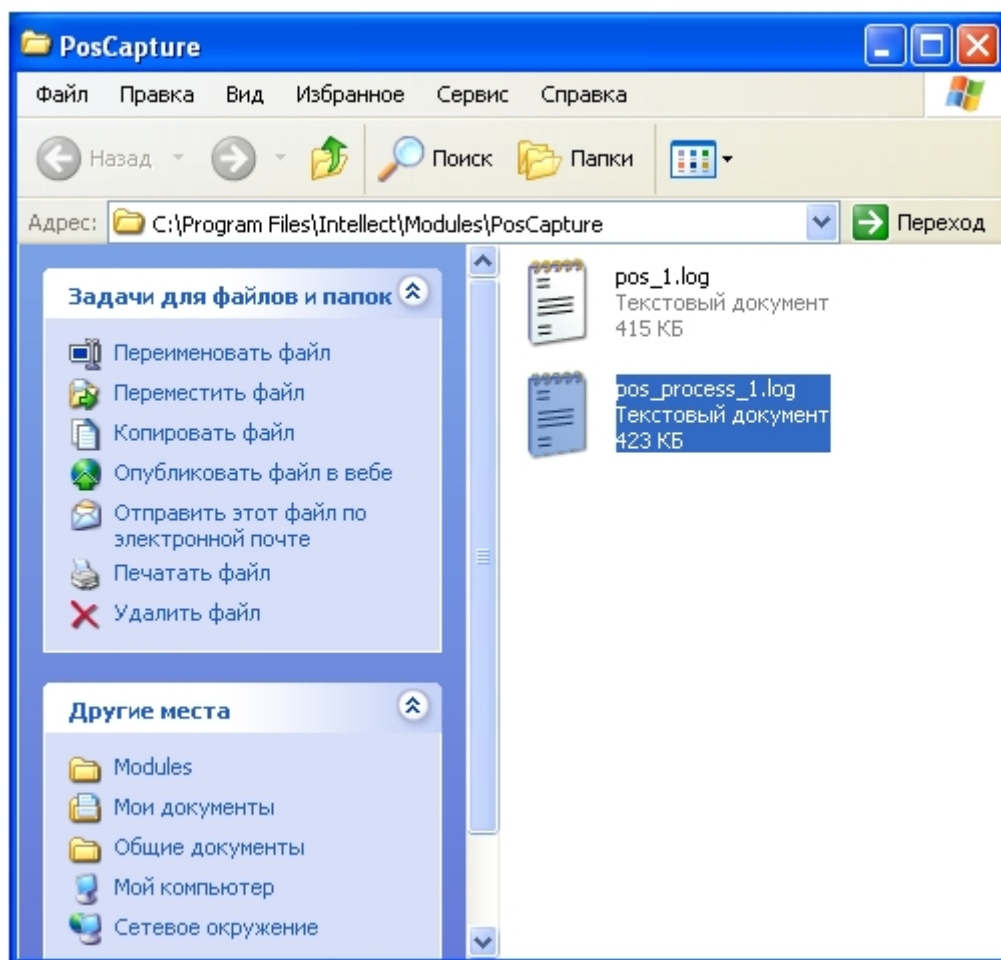 PosCapture
Файл Правка Вид Избранное Сервис Справка
Назад Поиск Папки
Адрес: C:\Program Files\Intellect\Modules\PosCapture Переход
Задачи для файлов и папок
Переименовать файл
Переместить файл
Копировать файл
Опубликовать файл в вебе
Отправить этот файл по
электронной почте
Печатать файл
Удалить файл
Другие места
Modules
Мои документы
Общие документы
Мой компьютер
Сетевое окружение
pos_1.log
Текстовый документ
415 КБ
pos_process_1.log
Текстовый документ
423 КБ